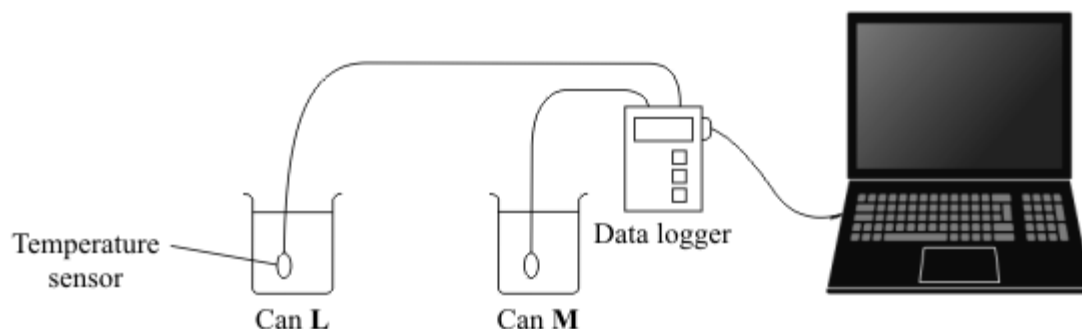 Temperature
sensor
Can L
Can M
Data logger